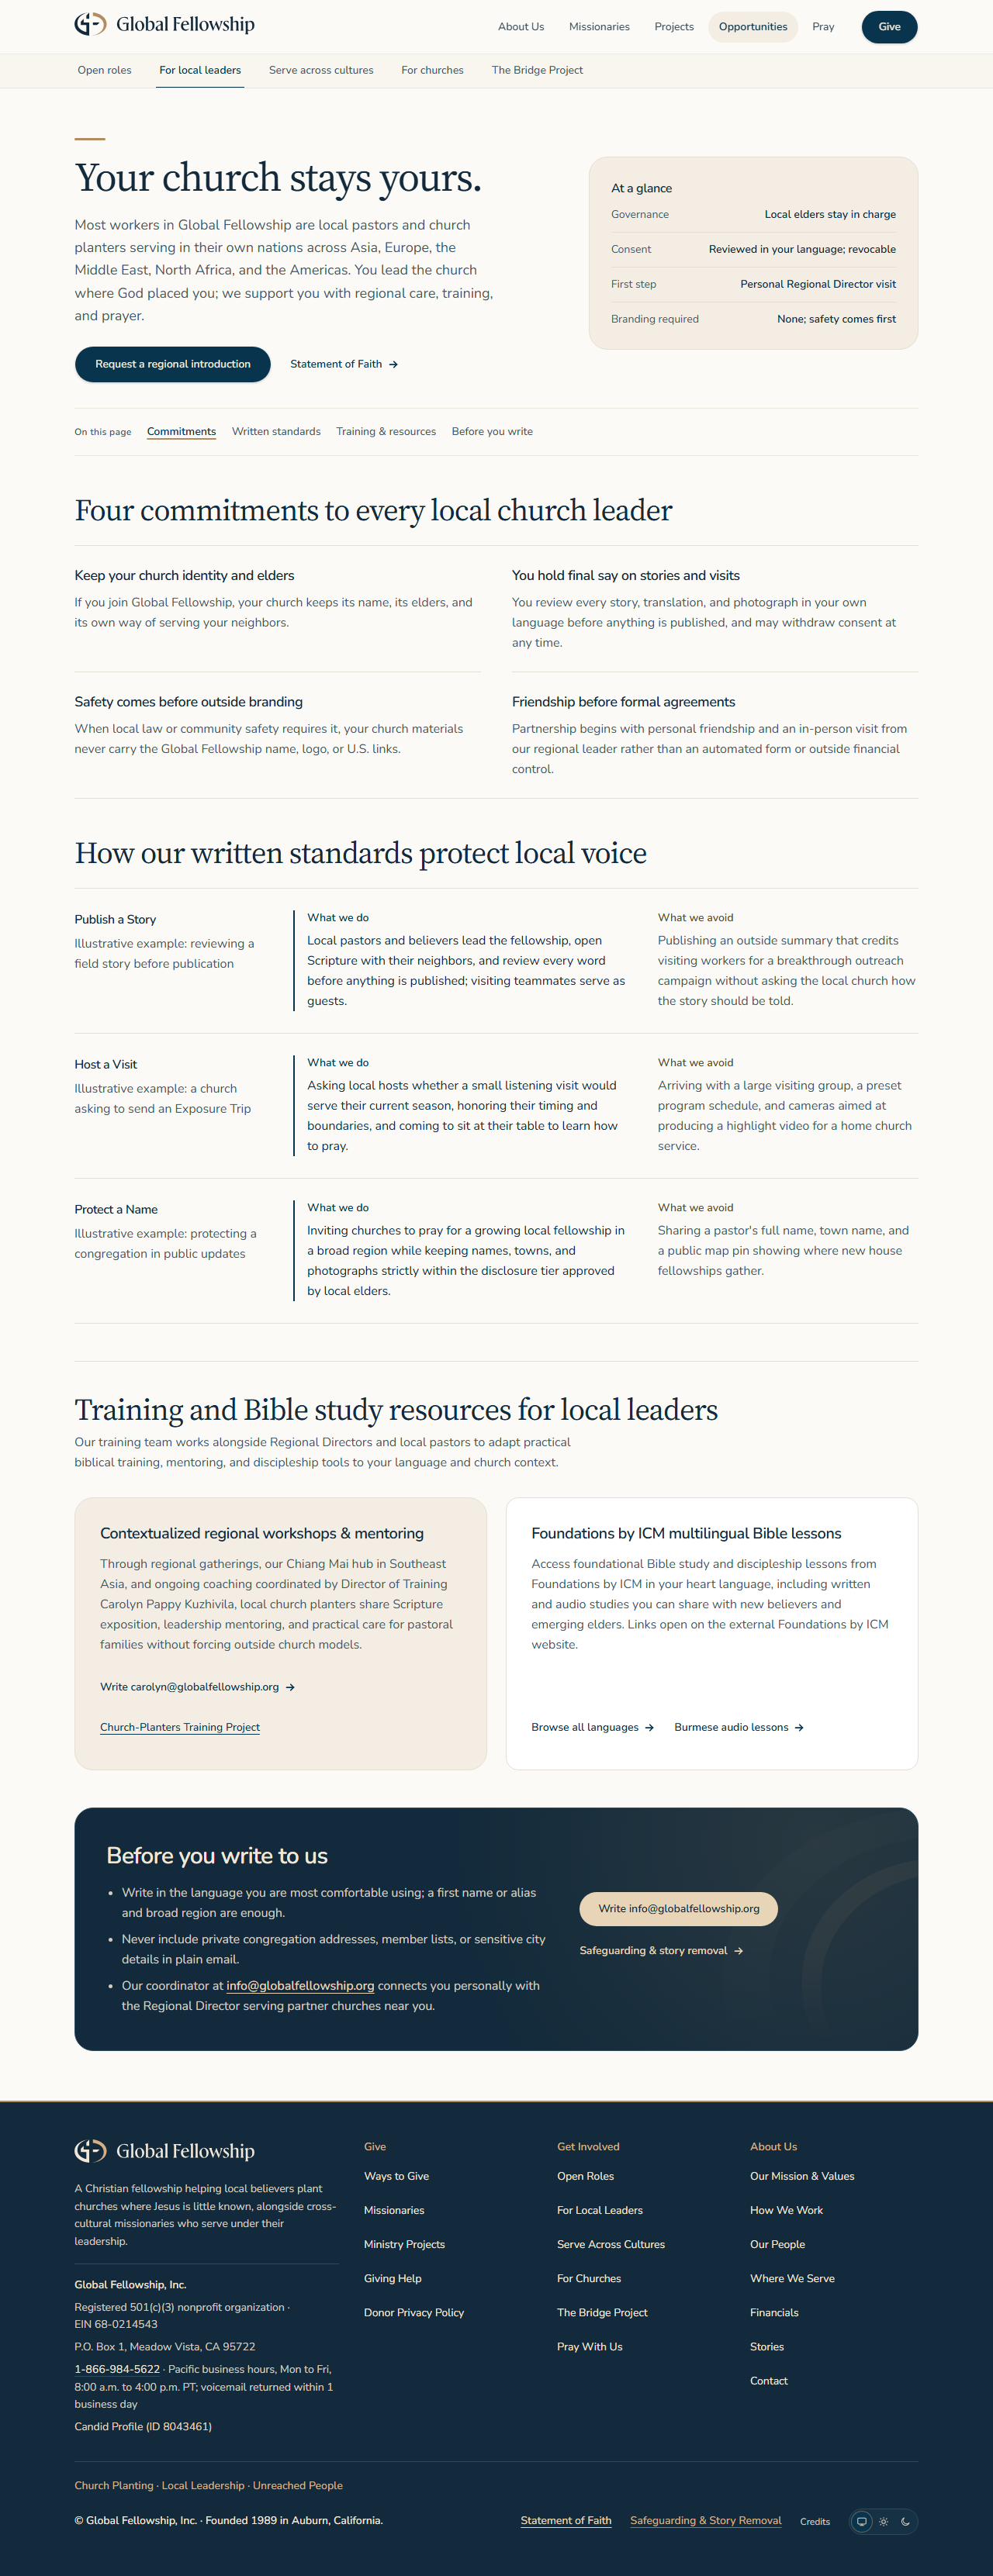 Global Fellowship
About Us
Missionaries
Projects
Opportunities
Pray
Give
Open roles
For local leaders
Serve across cultures
For churches
The Bridge Project
Your church stays yours.
Most workers in Global Fellowship are local pastors and church
planters serving in their own nations across Asia, Europe, the
Middle East, North Africa, and the Americas. You lead the church
where God placed you; we support you with regional care, training,
and prayer.
Request a regional introduction
Statement of Faith →
At a glance
Governance Local elders stay in charge
Consent Reviewed in your language; revocable
First step Personal Regional Director visit
Branding required None; safety comes first
On this page
Commitments
Written standards
Training & resources
Before you write
Four commitments to every local church leader
Keep your church identity and elders
If you join Global Fellowship, your church keeps its name, its elders, and
its own way of serving your neighbors.
You hold final say on stories and visits
You review every story, translation, and photograph in your own
language before anything is published, and may withdraw consent at
any time.
Safety comes before outside branding
When local law or community safety requires it, your church materials
never carry the Global Fellowship name, logo, or U.S. links.
Friendship before formal agreements
Partnership begins with personal friendship and an in-person visit from
our regional leader rather than an automated form or outside financial
control.
How our written standards protect local voice
Publish a Story
Illustrative example: reviewing a
field story before publication
What we do
Local pastors and believers lead the fellowship, open
Scripture with their neighbors, and review every word
before anything is published; visiting teammates serve as
guests.
What we avoid
Publishing an outside summary that credits
visiting workers for a breakthrough outreach
campaign without asking the local church how
the story should be told.
Host a Visit
Illustrative example: a church
asking to send an Exposure Trip
What we do
Asking local hosts whether a small listening visit would
serve their current season, honoring their timing and
boundaries, and coming to sit at their table to learn how
to pray.
What we avoid
Arriving with a large visiting group, a preset
program schedule, and cameras aimed at
producing a highlight video for a home church
service.
Protect a Name
Illustrative example: protecting a
congregation in public updates
What we do
Inviting churches to pray for a growing local fellowship in
a broad region while keeping names, towns, and
photographs strictly within the disclosure tier approved
by local elders.
What we avoid
Sharing a pastor's full name, town name, and
a public map pin showing where new house
fellowships gather.
Training and Bible study resources for local leaders
Our training team works alongside Regional Directors and local pastors to adapt practical
biblical training, mentoring, and discipleship tools to your language and church context.
Contextualized regional workshops & mentoring
Through regional gatherings, our Chiang Mai hub in Southeast
Asia, and ongoing coaching coordinated by Director of Training
Carolyn Pappy Kuzhivila, local church planters share Scripture
exposition, leadership mentoring, and practical care for pastoral
families without forcing outside church models.
Write carolyn@globalfellowship.org →
Church-Planters Training Project
Foundations by ICM multilingual Bible lessons
Access foundational Bible study and discipleship lessons from
Foundations by ICM in your heart language, including written
and audio studies you can share with new believers and
emerging elders. Links open on the external Foundations by ICM
website.
Browse all languages →
Burmese audio lessons →
Before you write to us
• Write in the language you are most comfortable using; a first name or alias
and broad region are enough.
• Never include private congregation addresses, member lists, or sensitive city
details in plain email.
• Our coordinator at info@globalfellowship.org connects you personally with
the Regional Director serving partner churches near you.
Write info@globalfellowship.org
Safeguarding & story removal →
Global Fellowship
A Christian fellowship helping local believers plant
churches where Jesus is little known, alongside cross-
cultural missionaries who serve under their
leadership.
Global Fellowship, Inc.
Registered 501(c)(3) nonprofit organization ·
EIN 68-0214543
P.O. Box 1, Meadow Vista, CA 95722
1-866-984-5622 · Pacific business hours, Mon to Fri,
8:00 a.m. to 4:00 p.m. PT; voicemail returned within 1
business day
Candid Profile (ID 8043461)
Give
Ways to Give
Missionaries
Ministry Projects
Giving Help
Donor Privacy Policy
Get Involved
Open Roles
For Local Leaders
Serve Across Cultures
For Churches
The Bridge Project
Pray With Us
About Us
Our Mission & Values
How We Work
Our People
Where We Serve
Financials
Stories
Contact
Church Planting · Local Leadership · Unreached People
© Global Fellowship, Inc. · Founded 1989 in Auburn, California.
Statement of Faith
Safeguarding & Story Removal
Credits